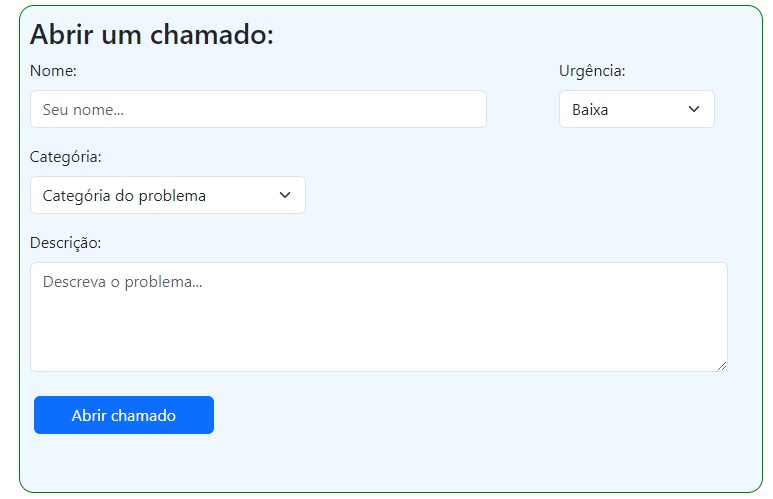 Abrir um chamado:
Nome:
Urgência:
Seu nome...
Baixa
Categória:
Categória do problema
Descrição:
Descreva o problema...
Abrir chamado